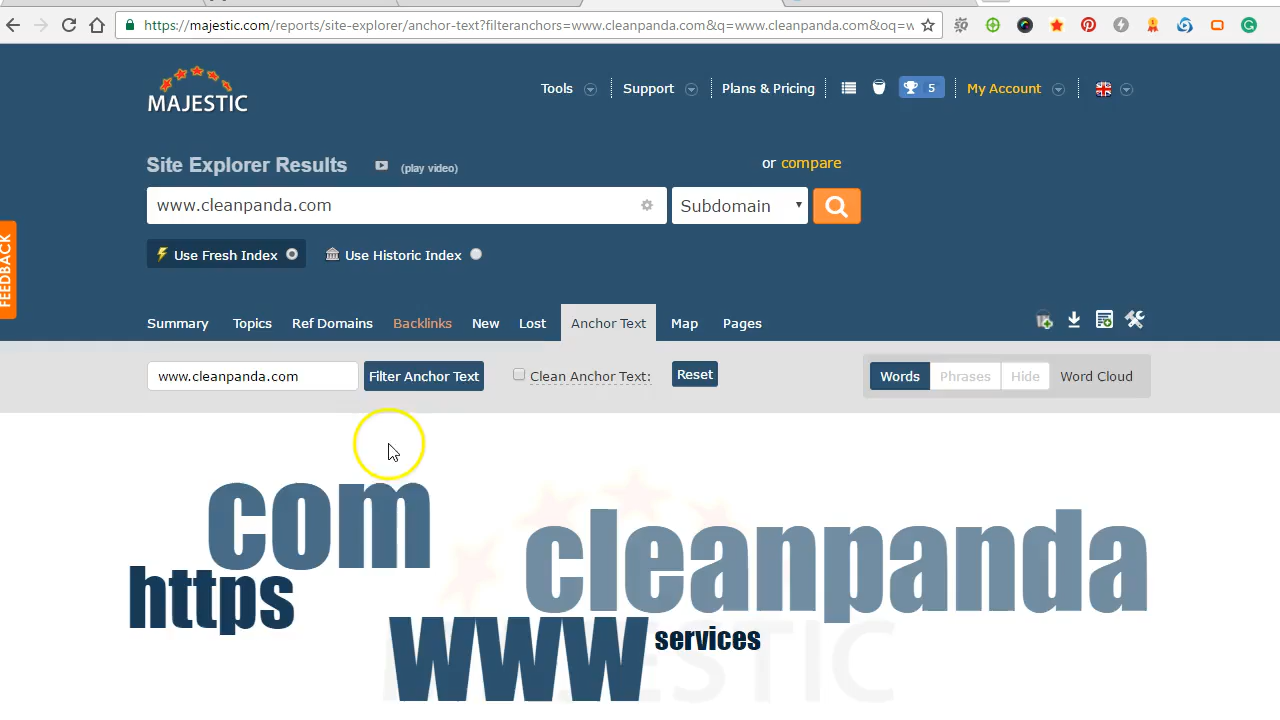 https://majestic.com/reports/site-explorer/anchor-text?filteranchors=www.cleanpanda.com&q=www.cleanpanda.com&oq=w
MAJESTIC
Tools
Support
Plans & Pricing
5
My Account
Site Explorer Results
(play video)
or compare
www.cleanpanda.com
Subdomain
FEEDBACK
Use Fresh Index
Use Historic Index
Summary
Topics
Ref Domains
Backlinks
New
Lost
Anchor Text
Map
Pages
www.cleanpanda.com
Filter Anchor Text
Clean Anchor Text:
Reset
Words
Phrases
Hide
Word Cloud
com
cleanpanda
https
www
services
MAJESTIC